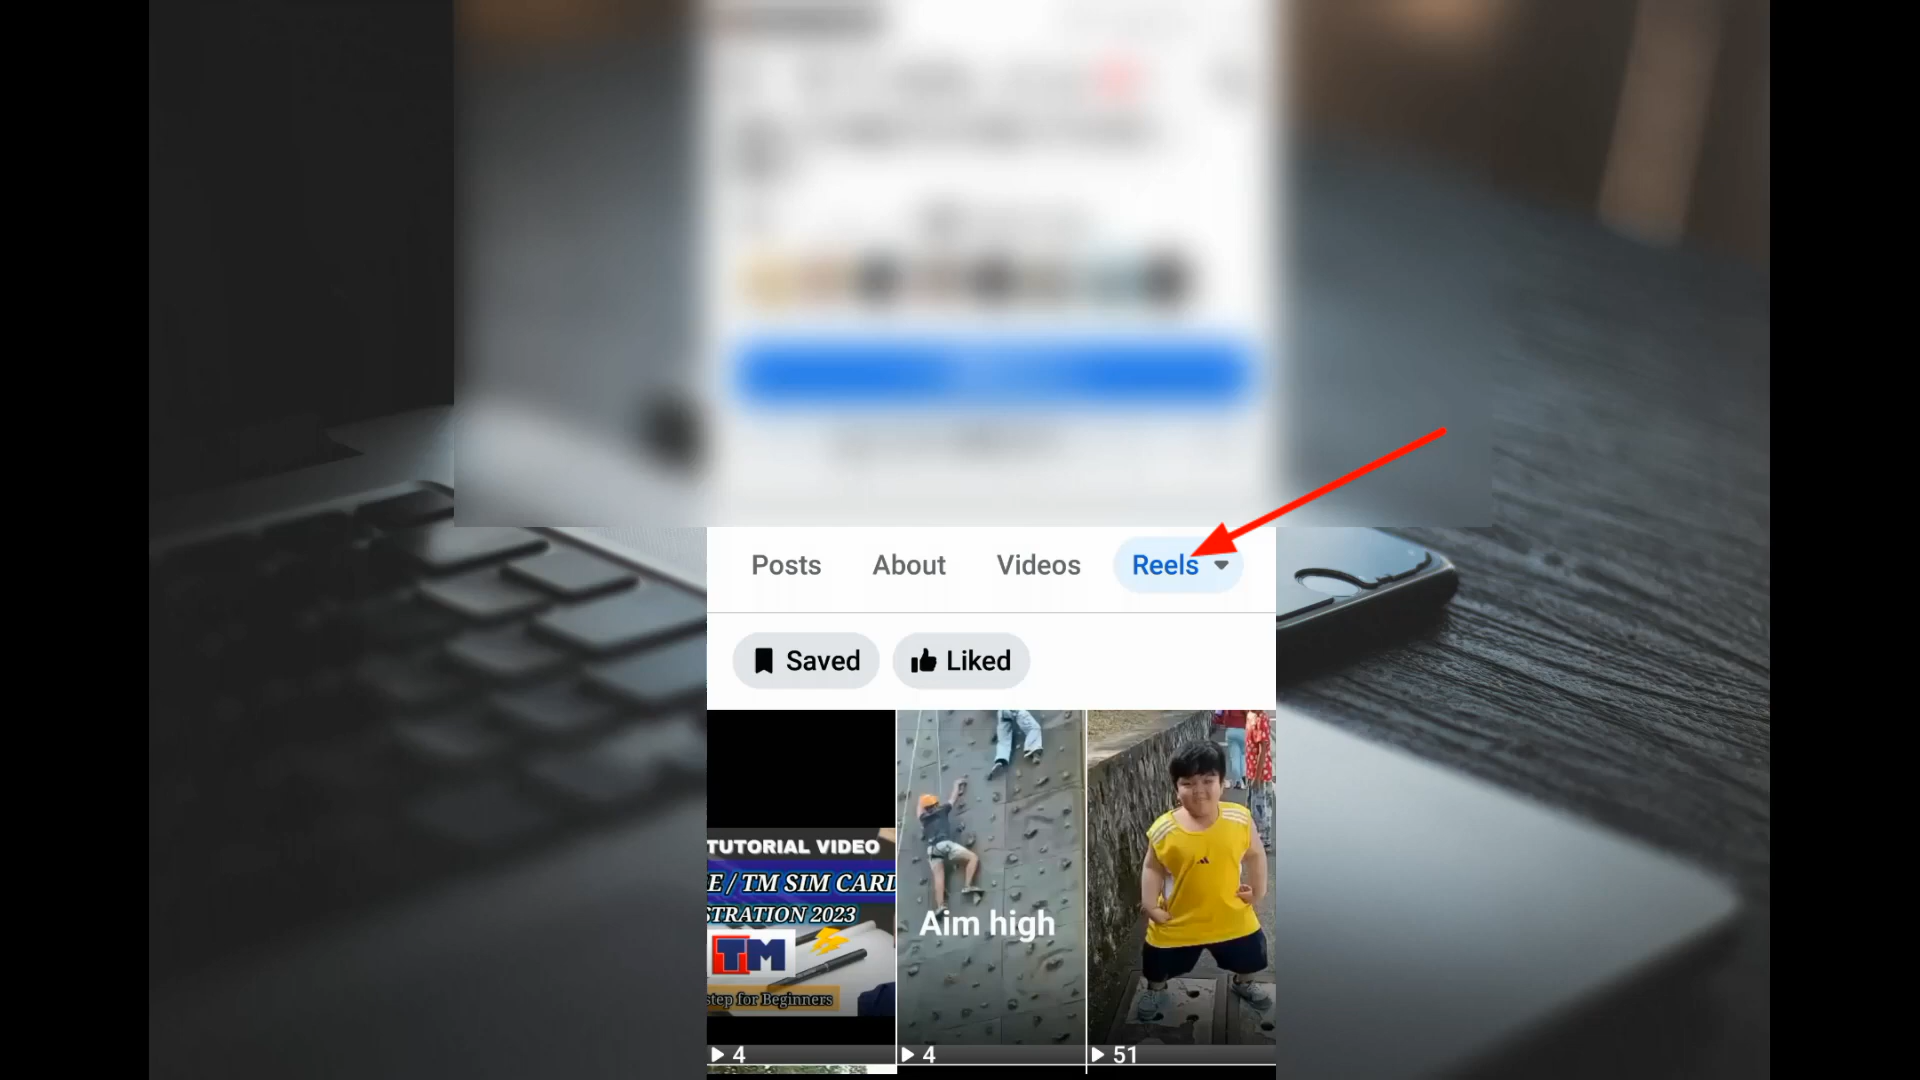 Posts About Videos Reels
Saved Liked
TUTORIAL VIDEO
E / TM SIM CARD
STRATION 2023
TM
step for Beginners
Aim high
4 4 51